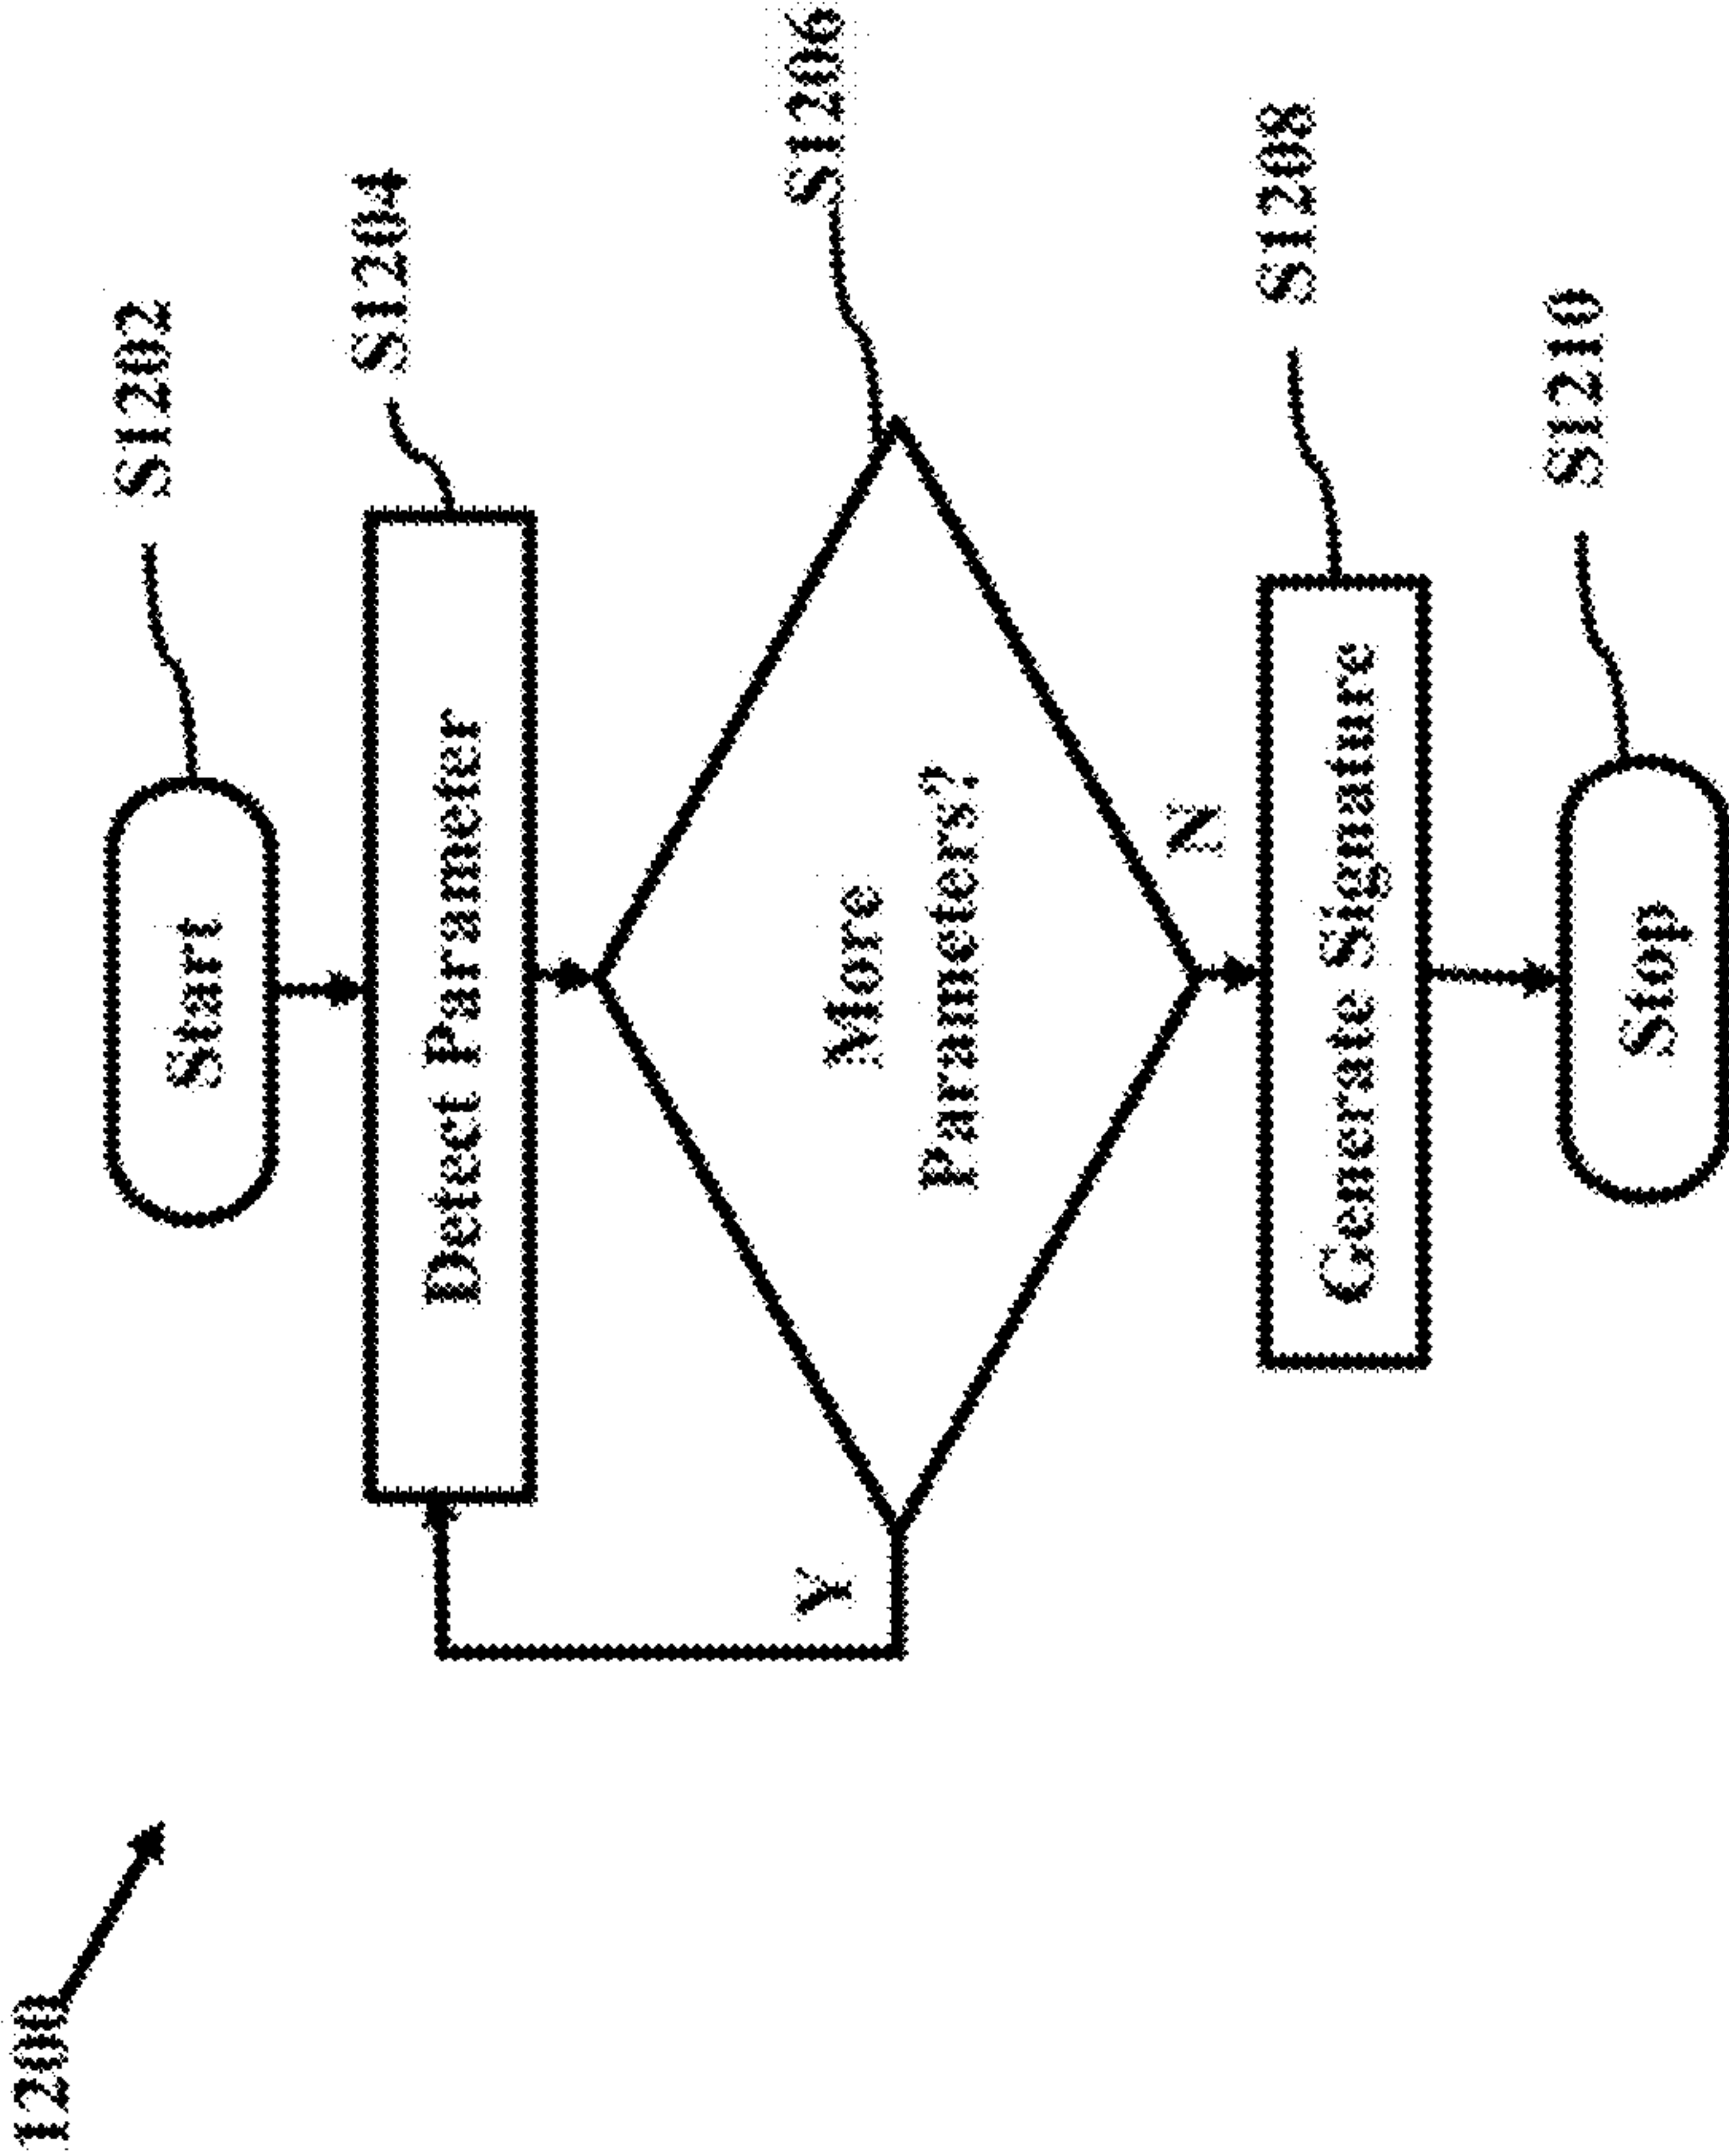 1200
Start
S1202
Detect Parameter
S1204
More
Parameters?
S1206
Y
N
Generate Signature
S1208
Stop
S1210